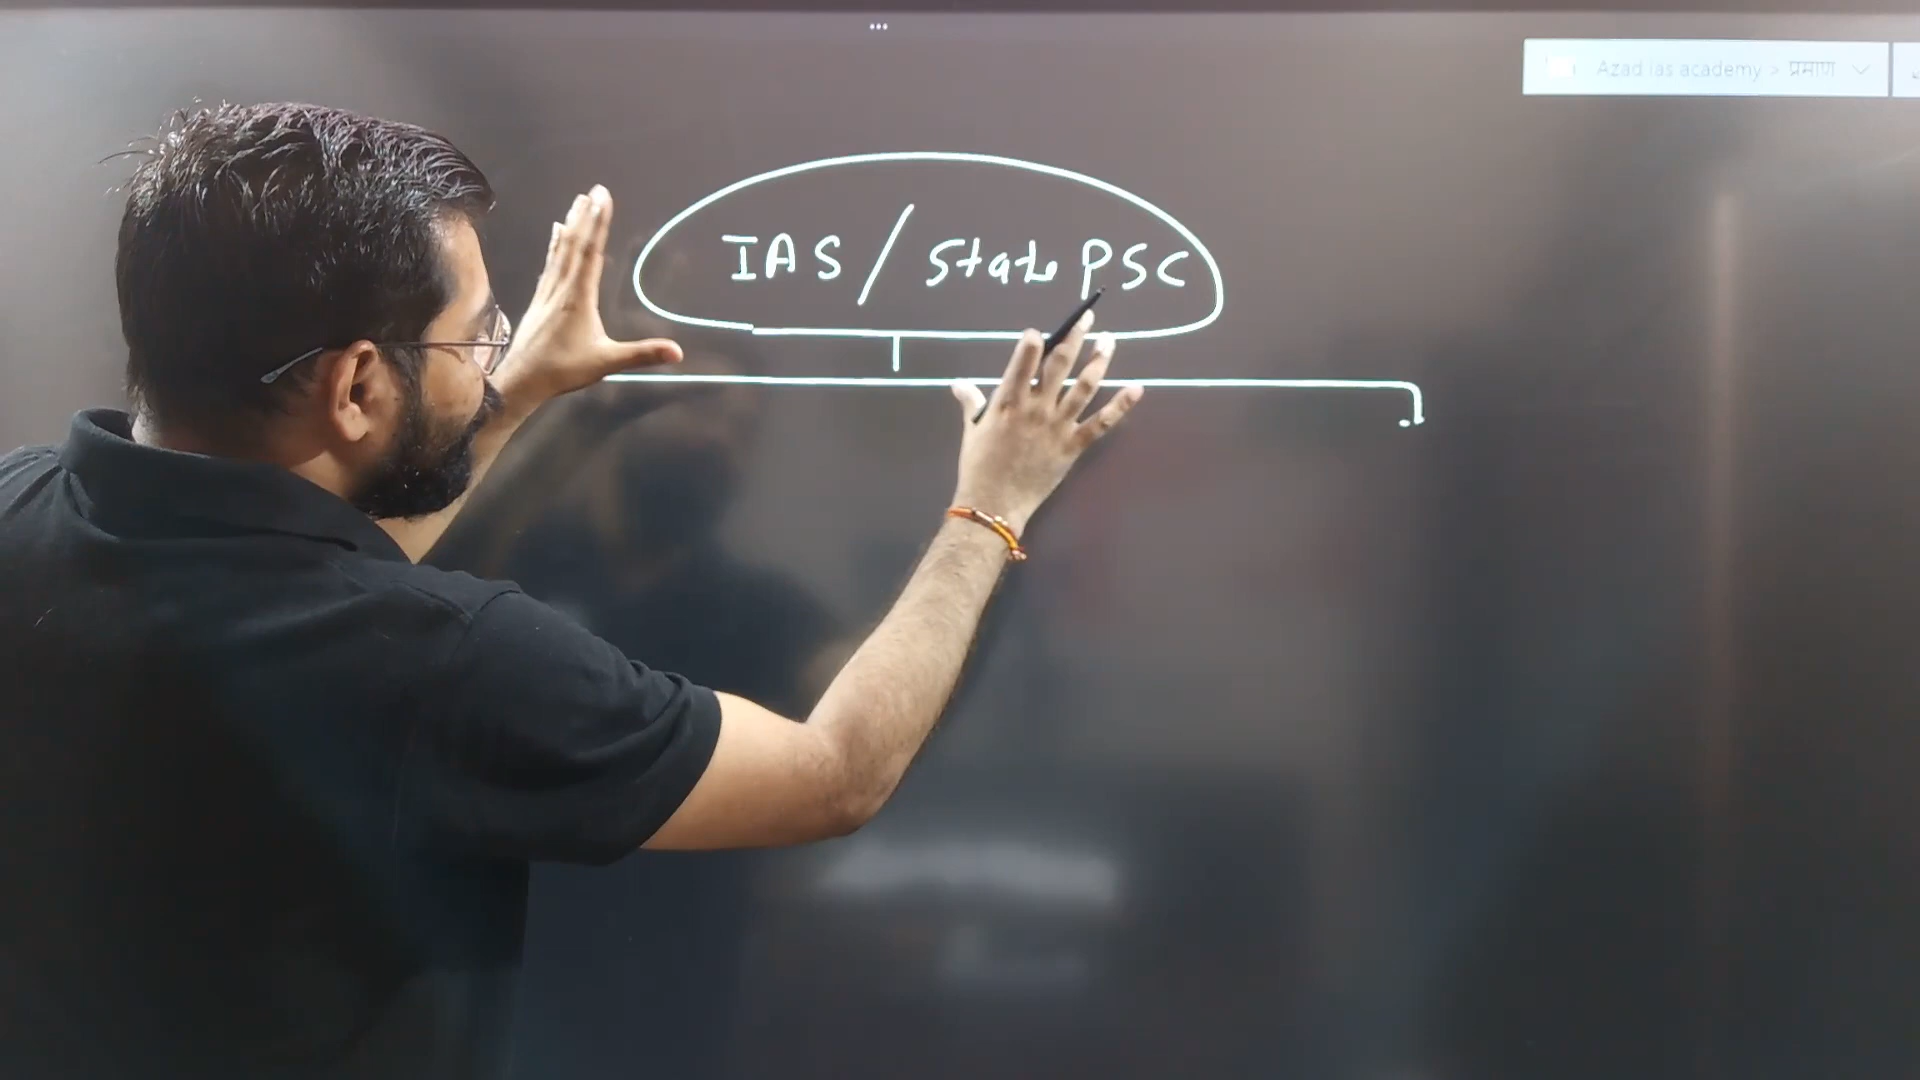 Azad ias academy > प्रमाण
IAS / State PSC